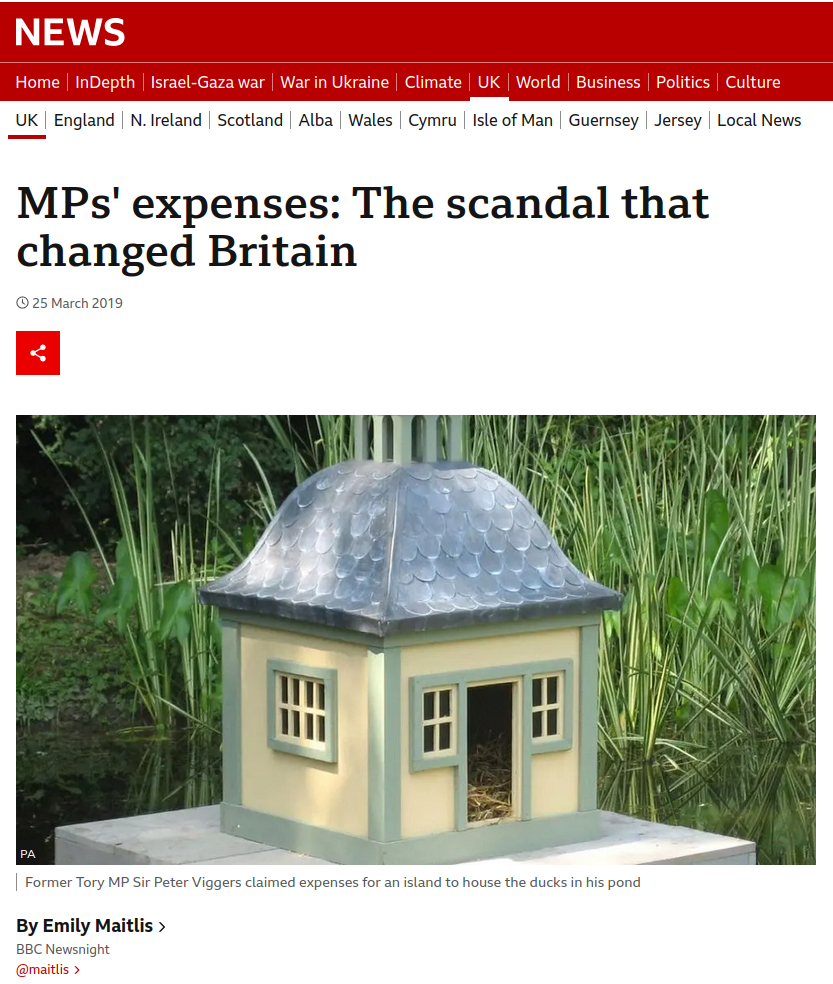 NEWS
Home InDepth Israel-Gaza war War in Ukraine Climate UK World Business Politics Culture
UK England N. Ireland Scotland Alba Wales Cymru Isle of Man Guernsey Jersey Local News
MPs' expenses: The scandal that
changed Britain
25 March 2019
PA
Former Tory MP Sir Peter Viggers claimed expenses for an island to house the ducks in his pond
By Emily Maitlis
BBC Newsnight
@maitlis